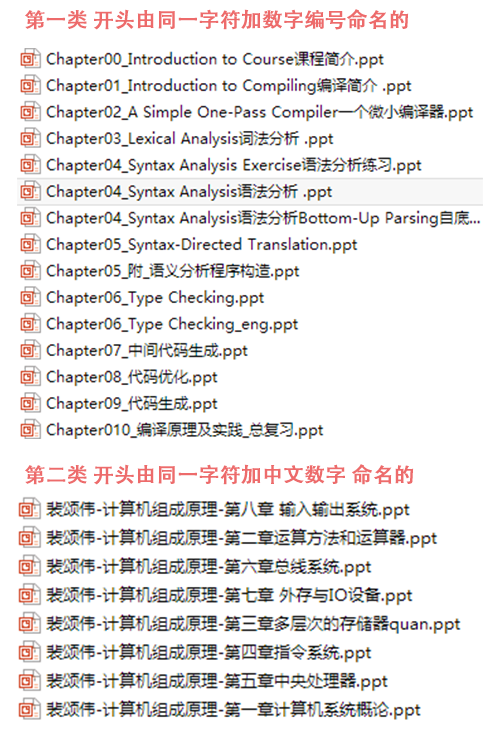 第一类 开头由同一字符加数字编号命名的
Chapter00_Introduction to Course课程简介.ppt
Chapter01_Introduction to Compiling编译简介 .ppt
Chapter02_A Simple One-Pass Compiler一个微小编译器.ppt
Chapter03_Lexical Analysis词法分析 .ppt
Chapter04_Syntax Analysis Exercise语法分析练习.ppt
Chapter04_Syntax Analysis语法分析 .ppt
Chapter04_Syntax Analysis语法分析Bottom-Up Parsing自底...
Chapter05_Syntax-Directed Translation.ppt
Chapter05_附_语义分析程序构造.ppt
Chapter06_Type Checking.ppt
Chapter06_Type Checking_eng.ppt
Chapter07_中间代码生成.ppt
Chapter08_代码优化.ppt
Chapter09_代码生成.ppt
Chapter010_编译原理及实践_总复习.ppt
第二类 开头由同一字符加中文数字 命名的
裴颂伟-计算机组成原理-第八章 输入输出系统.ppt
裴颂伟-计算机组成原理-第二章运算方法和运算器.ppt
裴颂伟-计算机组成原理-第六章总线系统.ppt
裴颂伟-计算机组成原理-第七章 外存与IO设备.ppt
裴颂伟-计算机组成原理-第三章多层次的存储器quan.ppt
裴颂伟-计算机组成原理-第四章指令系统.ppt
裴颂伟-计算机组成原理-第五章中央处理器.ppt
裴颂伟-计算机组成原理-第一章计算机系统概论.ppt